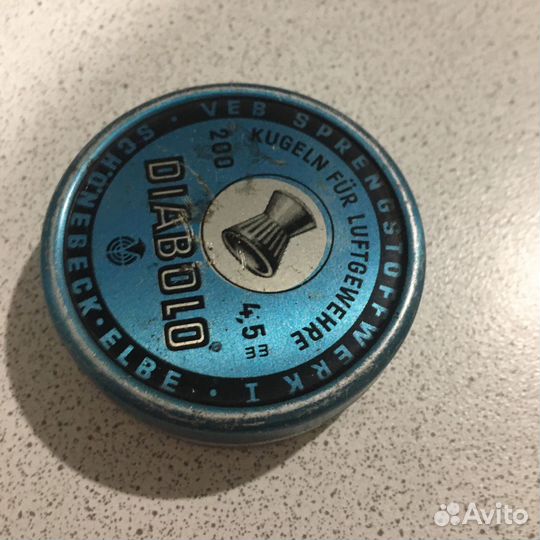 VEB SPRENGSTOFFWERK I · SCHÖNEBECK · ELBE ·
KUGELN FÜR LUFTGEWEHRE
200
DIABOLO
4,5 mm
Avito